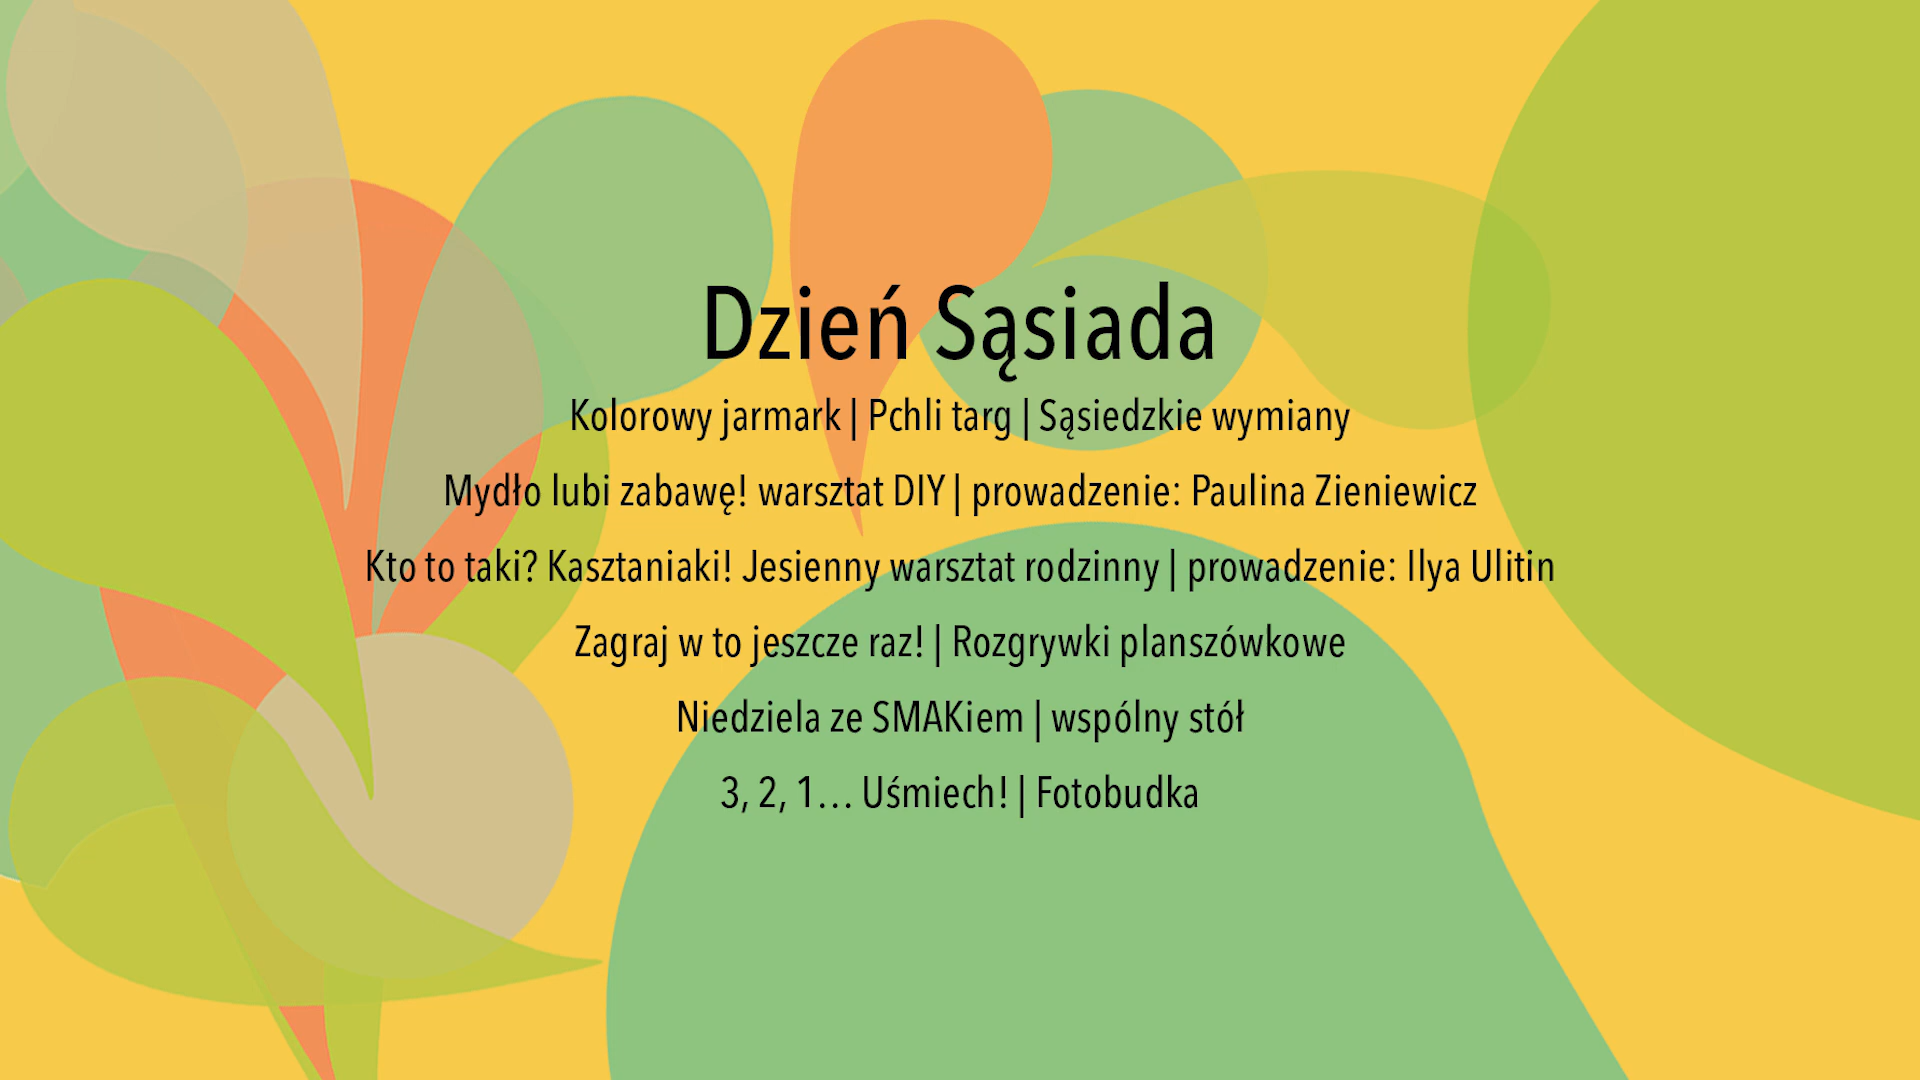 Dzień Sąsiada
Kolorowy jarmark | Pchli targ | Sąsiedzkie wymiany
Mydło lubi zabawę! warsztat DIY | prowadzenie: Paulina Zieniewicz
Kto to taki? Kasztaniaki! Jesienny warsztat rodzinny | prowadzenie: Ilya Ulitin
Zagraj w to jeszcze raz! | Rozgrywki planszówkowe
Niedziela ze SMAKiem | wspólny stół
3, 2, 1… Uśmiech! | Fotobudka